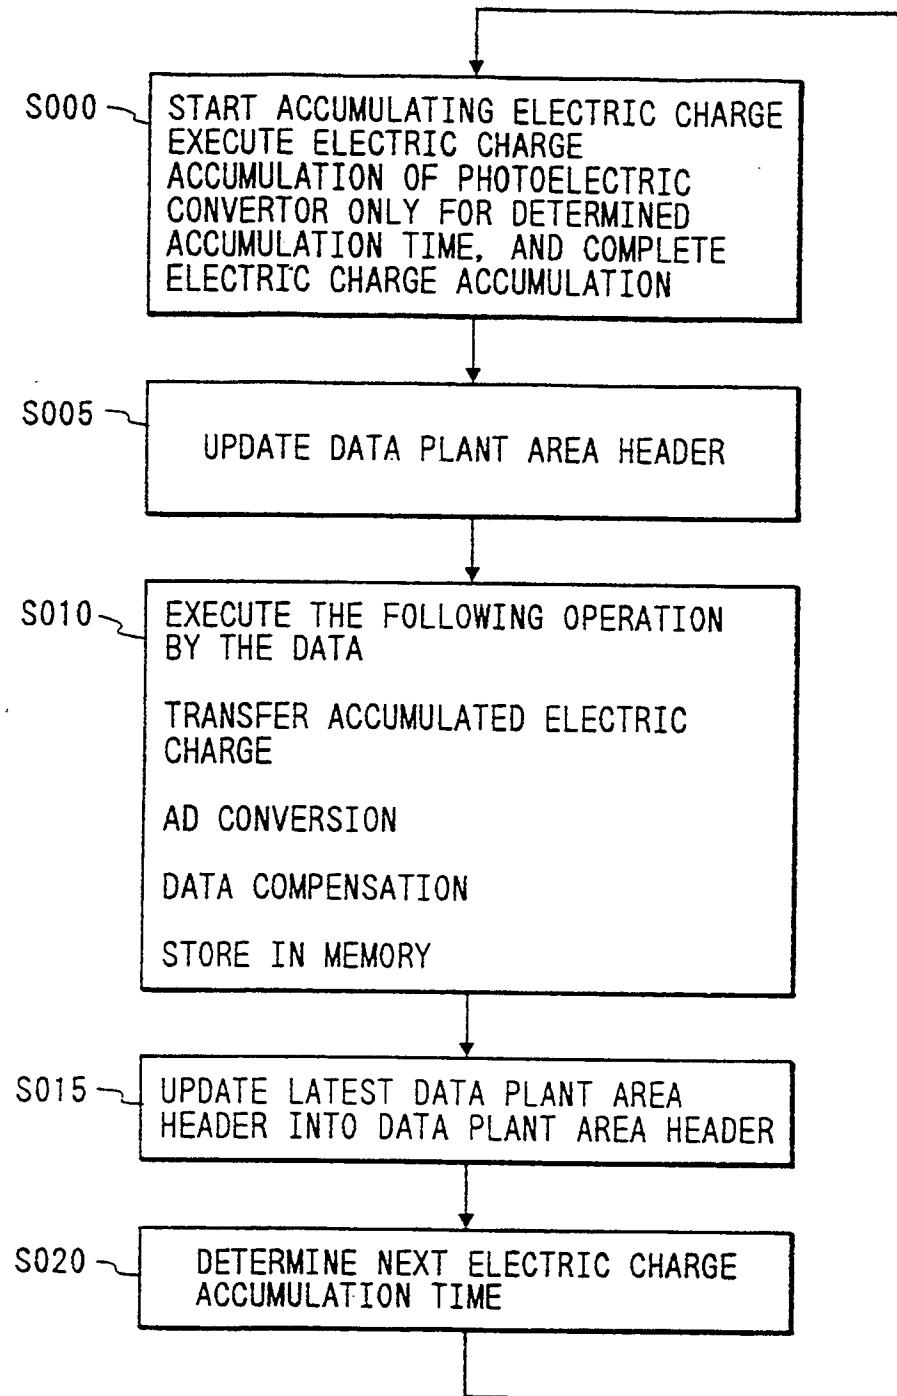 S000
START ACCUMULATING ELECTRIC CHARGE
EXECUTE ELECTRIC CHARGE
ACCUMULATION OF PHOTOELECTRIC
CONVERTOR ONLY FOR DETERMINED
ACCUMULATION TIME, AND COMPLETE
ELECTRIC CHARGE ACCUMULATION
S005
UPDATE DATA PLANT AREA HEADER
S010
EXECUTE THE FOLLOWING OPERATION
BY THE DATA
TRANSFER ACCUMULATED ELECTRIC
CHARGE
AD CONVERSION
DATA COMPENSATION
STORE IN MEMORY
S015
UPDATE LATEST DATA PLANT AREA
HEADER INTO DATA PLANT AREA HEADER
S020
DETERMINE NEXT ELECTRIC CHARGE
ACCUMULATION TIME